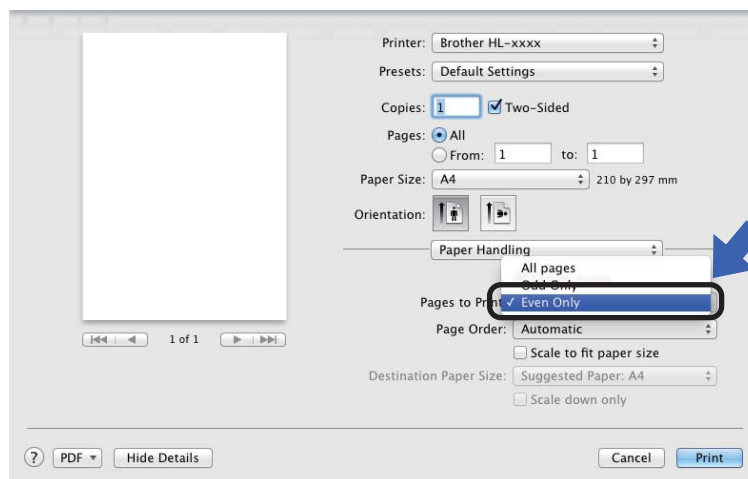 Printer: Brother HL-xxxx
Presets: Default Settings
Copies: 1 Two-Sided
Pages: All
From: 1 to: 1
Paper Size: A4 210 by 297 mm
Orientation:
Paper Handling
All pages
Odd Only
Pages to Print ✓ Even Only
1 of 1
Page Order: Automatic
Scale to fit paper size
Destination Paper Size: Suggested Paper: A4
Scale down only
? PDF Hide Details Cancel Print